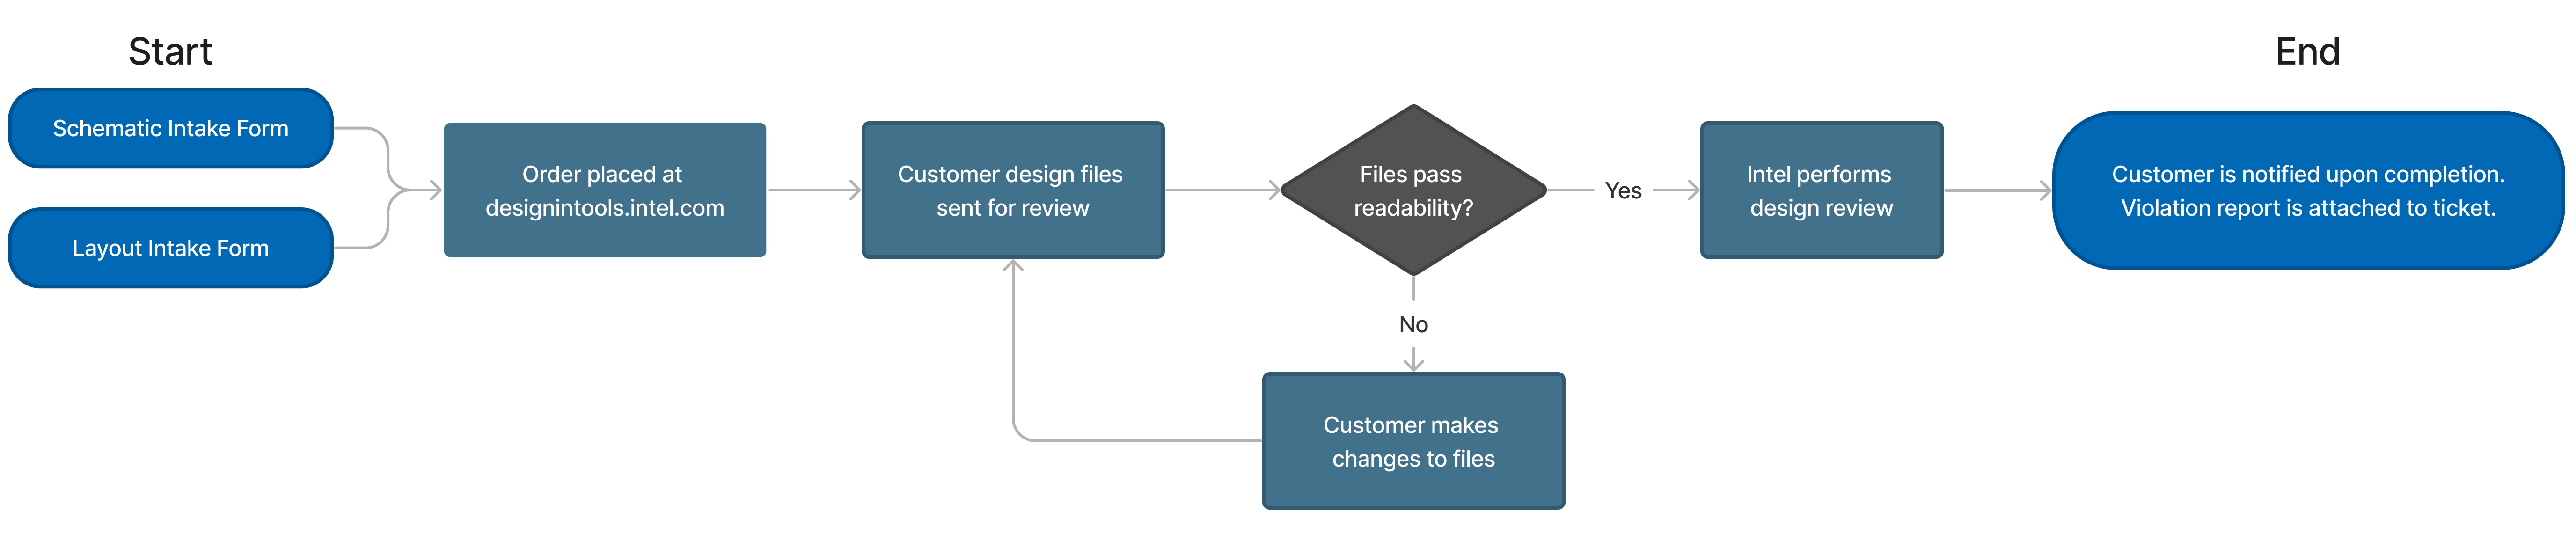 Start
End
Schematic Intake Form
Layout Intake Form
Order placed at
designintools.intel.com
Customer design files
sent for review
Files pass
readability?
Yes
No
Customer makes
changes to files
Intel performs
design review
Customer is notified upon completion.
Violation report is attached to ticket.